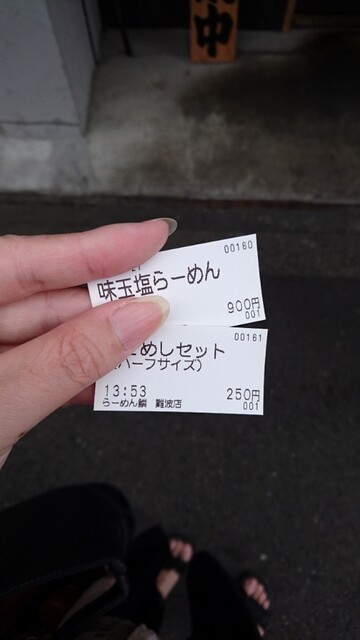 中
00160
味玉塩らーめん
900円
001
00161
めしセット
ハーフサイズ)
13:53
250円
らーめん鱗 難波店
001